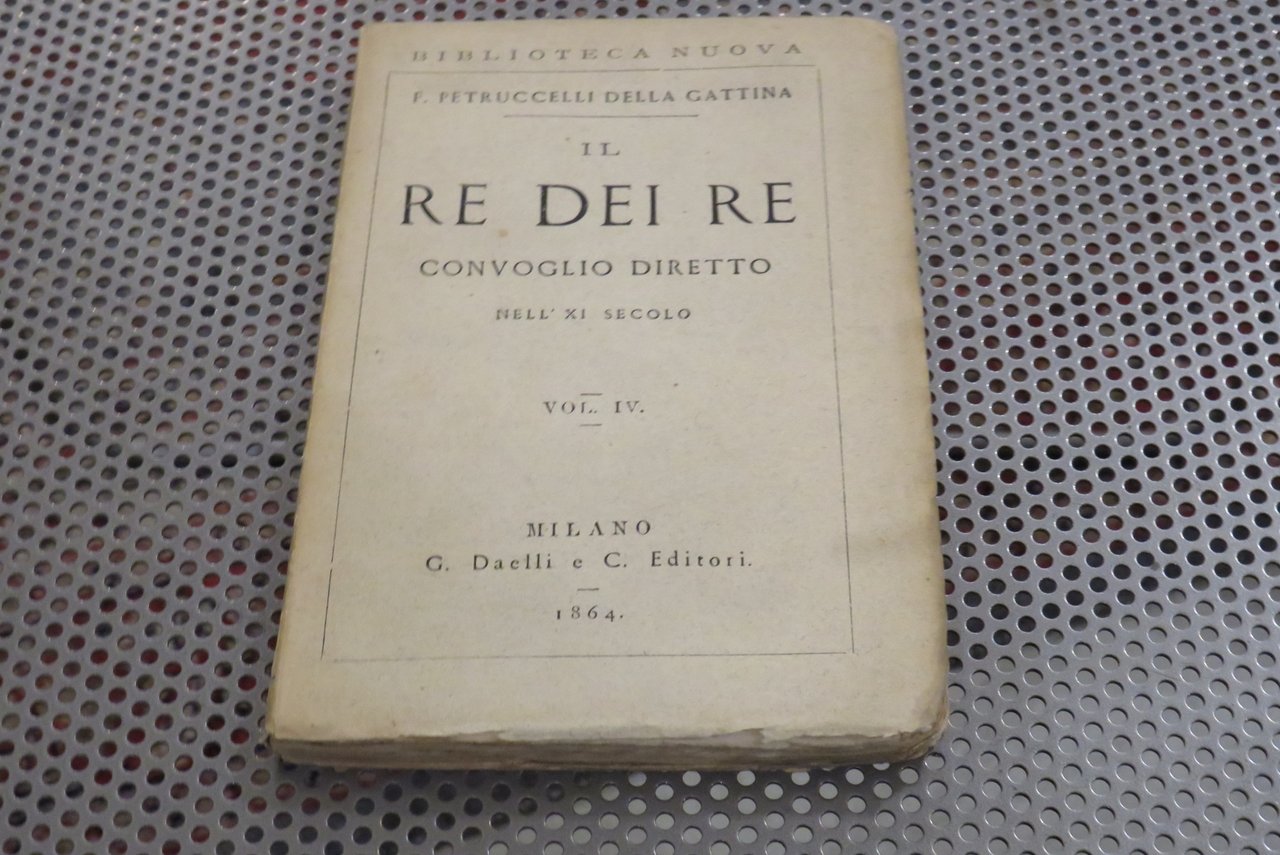 BIBLIOTECA NUOVA
F. PETRUCCELLI DELLA GATTINA
IL
RE DEI RE
CONVOGLIO DIRETTO
NELL' XI SECOLO
VOL. IV.
MILANO
G. Daelli e C. Editori.
1864.